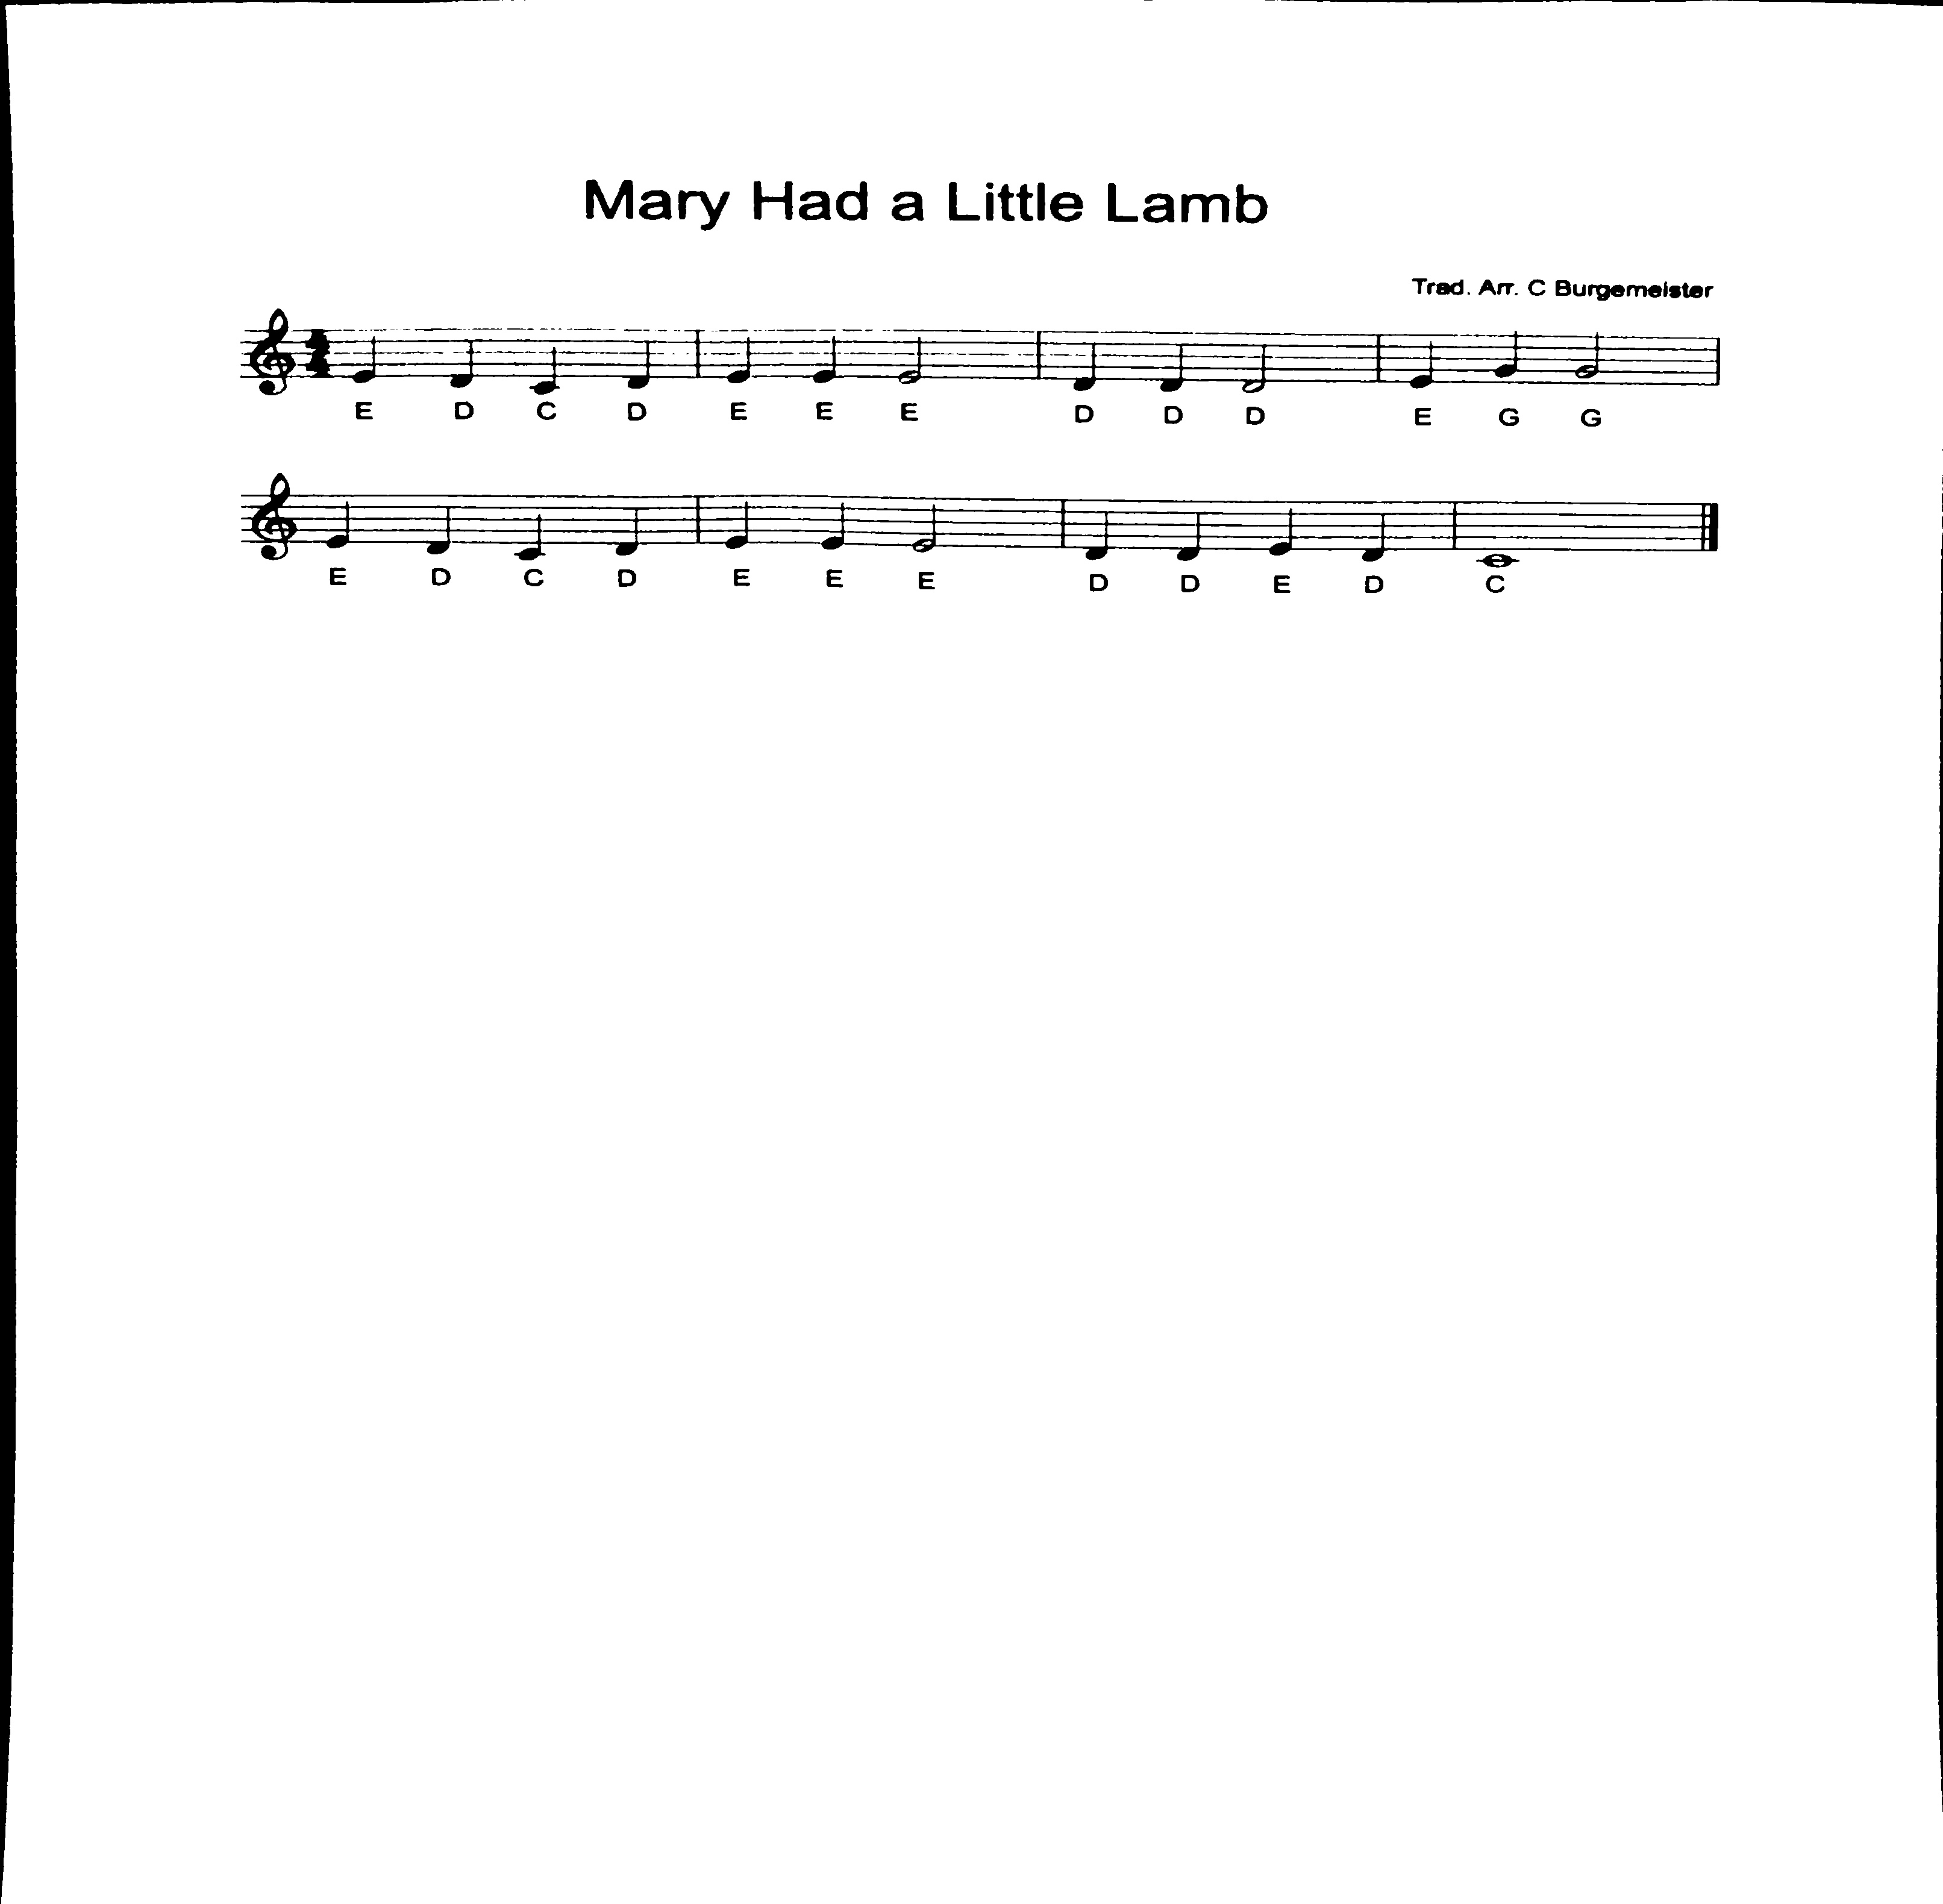 Mary Had a Little Lamb
Trad. Arr. C Burgemeister
E D C D E E E D D D E G G
E D C D E E E D D E D C